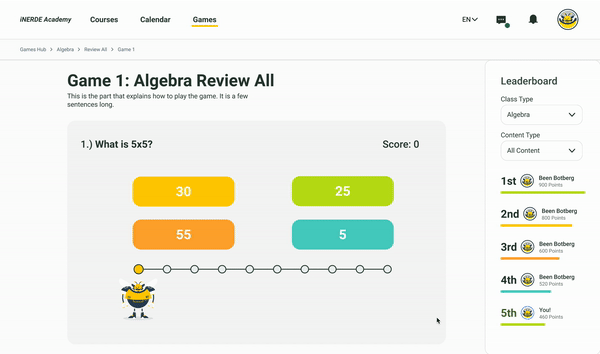 iNERDE Academy
Courses
Calendar
Games
EN
Games Hub > Algebra > Review All > Game 1
Game 1: Algebra Review All
This is the part that explains how to play the game. It is a few
sentences long.
1.) What is 5x5?
Score: 0
30
25
55
5
Leaderboard
Class Type
Algebra
Content Type
All Content
1st
Been Botberg
900 Points
2nd
Been Botberg
800 Points
3rd
Been Botberg
600 Points
4th
Been Botberg
520 Points
5th
You!
460 Points